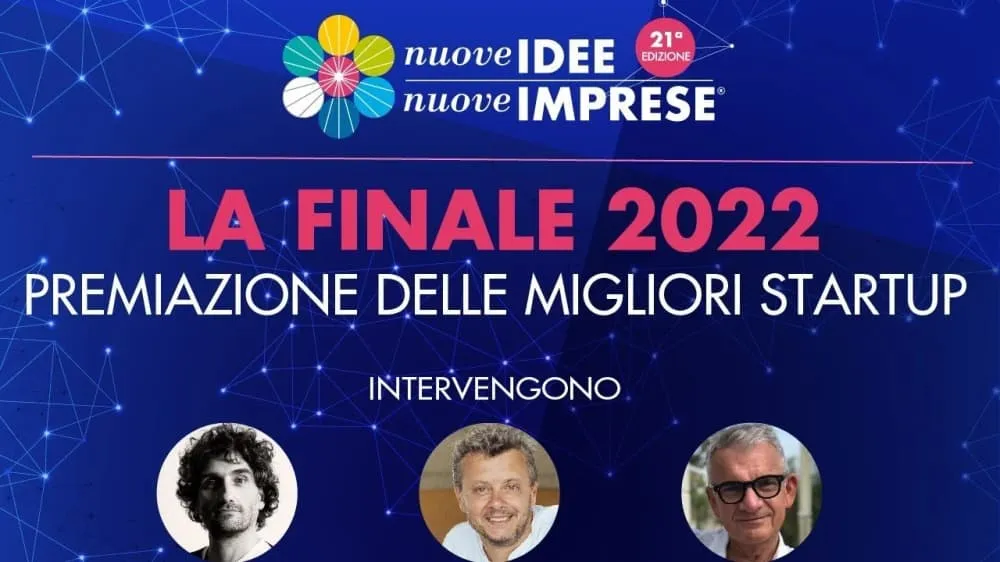 nuove IDEE
nuove IMPRESE®
21ª
EDIZIONE
LA FINALE 2022
PREMIAZIONE DELLE MIGLIORI STARTUP
INTERVENGONO